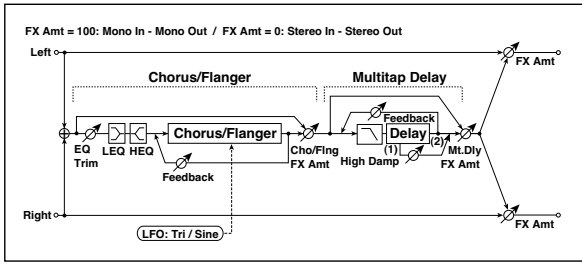 FX Amt = 100: Mono In - Mono Out / FX Amt = 0: Stereo In - Stereo Out
Left
FX Amt
Chorus/Flanger
Multitap Delay
Feedback
Chorus/Flanger
Delay
EQ Trim
LEQ
HEQ
Feedback
Cho/Flng FX Amt
High Damp
(1)
(2)
Mt.Dly FX Amt
Right
FX Amt
LFO: Tri / Sine